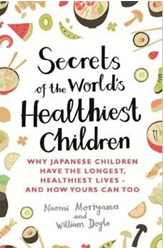 Secrets
of the World's
Healthiest
Children
WHY JAPANESE CHILDREN
HAVE THE LONGEST,
HEALTHIEST LIVES -
AND HOW YOURS CAN TOO
Naomi Moriyama
and
William Doyle